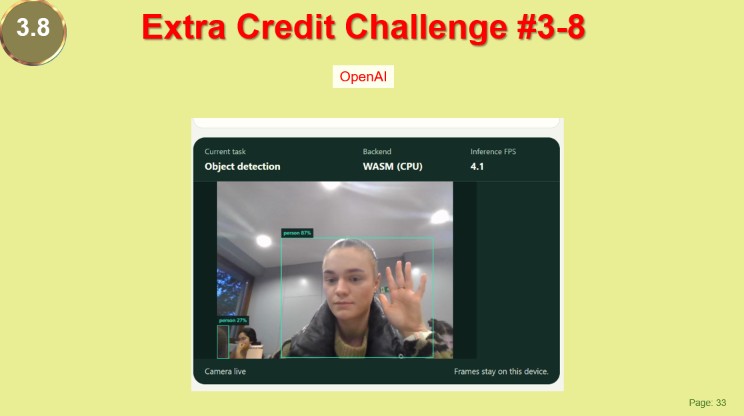 3.8
Extra Credit Challenge #3-8
OpenAI
Current task
Backend
Inference FPS
Object detection
WASM (CPU)
4.1
person 87%
person 27%
Camera live
Frames stay on this device.
Page: 33